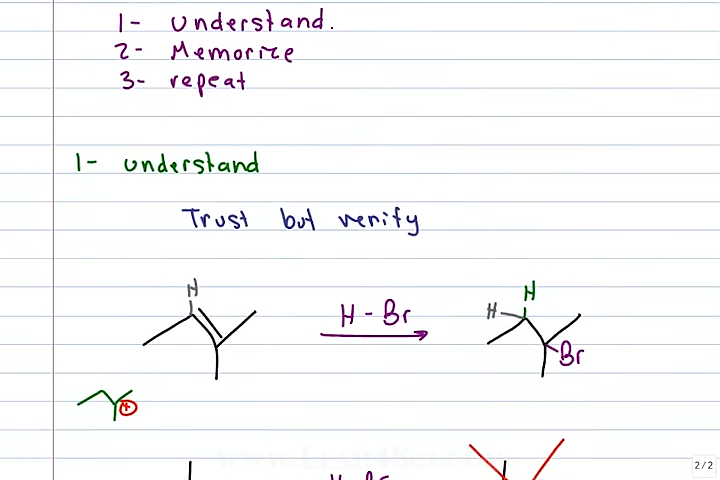 1- Understand.
2- Memorize
3- repeat
1- understand
Trust but verify
H
H - Br
H
H
Br
+
2/2